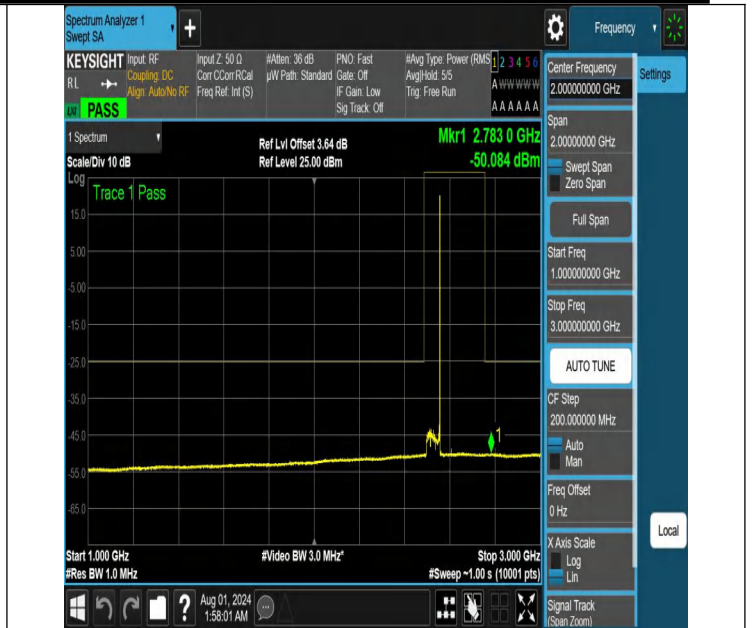 Spectrum Analyzer 1
Swept SA
+
Frequency
KEYSIGHT
RL
LXI
PASS
Input: RF
Coupling: DC
Align: Auto/No RF
Input Z: 50 Ω
Corr CCorr RCal
Freq Ref: Int (S)
#Atten: 36 dB
µW Path: Standard
PNO: Fast
Gate: Off
IF Gain: Low
Sig Track: Off
#Avg Type: Power (RMS
Avg|Hold: 5/5
Trig: Free Run
1 2 3 4 5 6
A W W W W W
A A A A A A
1 Spectrum
Scale/Div 10 dB
Ref Lvl Offset 3.64 dB
Ref Level 25.00 dBm
Mkr1 2.783 0 GHz
-50.084 dBm
Log
Trace 1 Pass
15.0
5.00
-5.00
-15.0
-25.0
-35.0
-45.0
-55.0
-65.0
1
Start 1.000 GHz
#Res BW 1.0 MHz
#Video BW 3.0 MHz*
Stop 3.000 GHz
#Sweep ~1.00 s (10001 pts)
?
Aug 01, 2024
1:58:01 AM
Center Frequency
2.000000000 GHz
Settings
Span
2.00000000 GHz
Swept Span
Zero Span
Full Span
Start Freq
1.000000000 GHz
Stop Freq
3.000000000 GHz
AUTO TUNE
CF Step
200.000000 MHz
Auto
Man
Freq Offset
0 Hz
Local
X Axis Scale
Log
Lin
Signal Track
(Span Zoom)